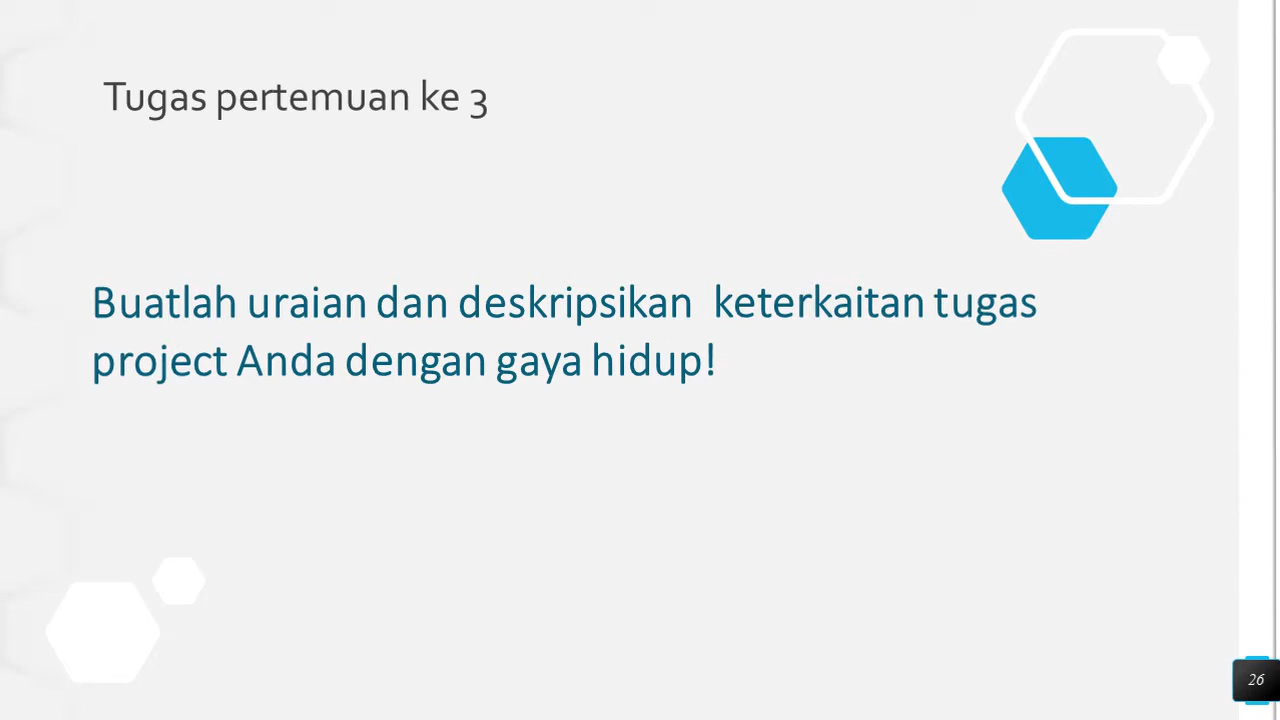 Tugas pertemuan ke 3
Buatlah uraian dan deskripsikan keterkaitan tugas
project Anda dengan gaya hidup!
26